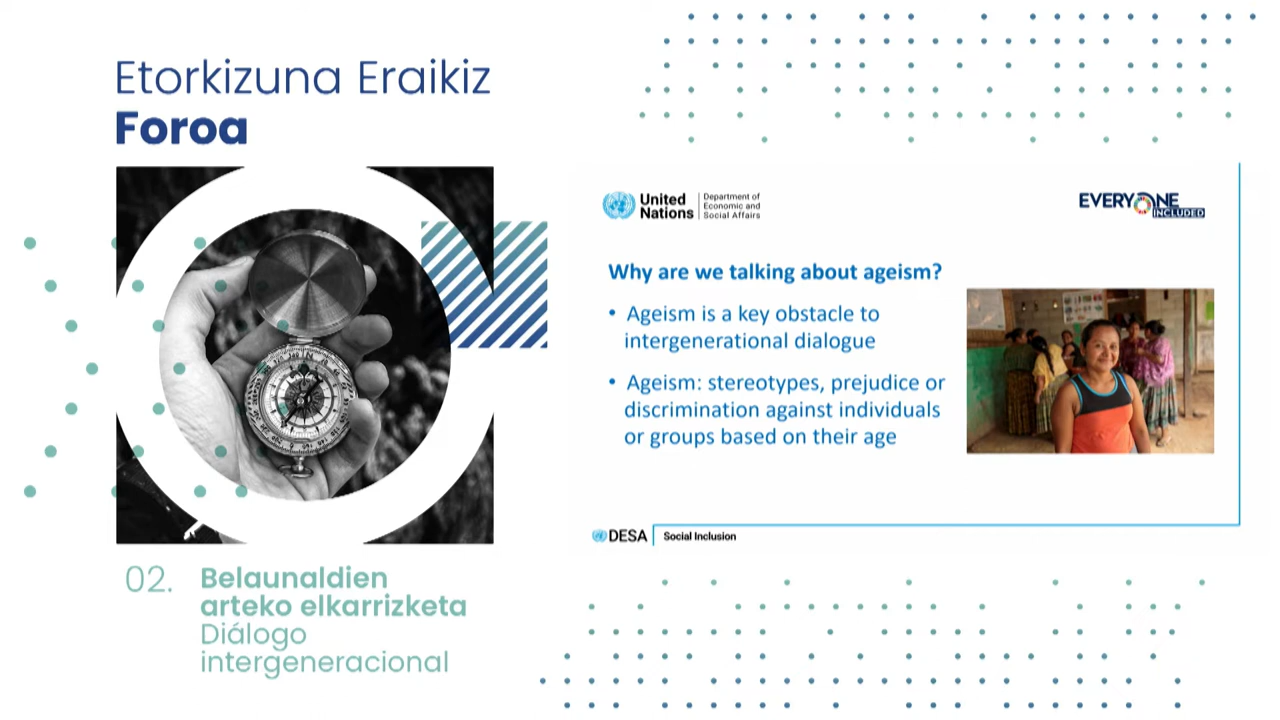 Etorkizuna Eraikiz
Foroa
United
Nations
Department of
Economic and
Social Affairs
EVERYONE
INCLUDED
Why are we talking about ageism?
• Ageism is a key obstacle to
intergenerational dialogue
• Ageism: stereotypes, prejudice or
discrimination against individuals
or groups based on their age
DESA
Social Inclusion
02.
Belaunaldien
arteko elkarrizketa
Diálogo
intergeneracional